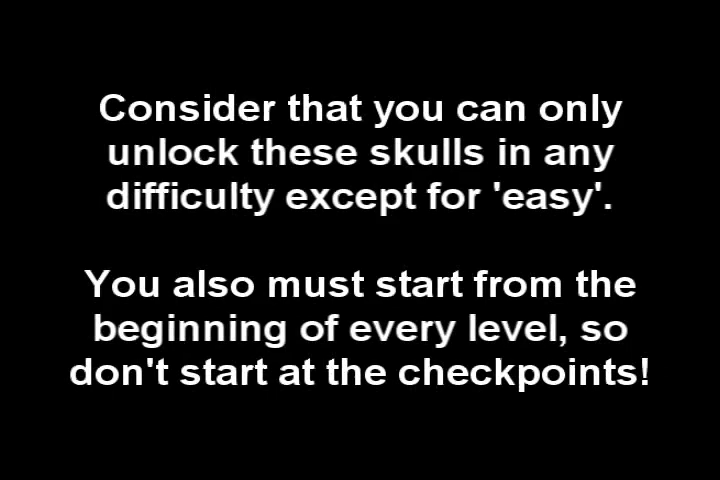 Consider that you can only
unlock these skulls in any
difficulty except for 'easy'.
You also must start from the
beginning of every level, so
don't start at the checkpoints!